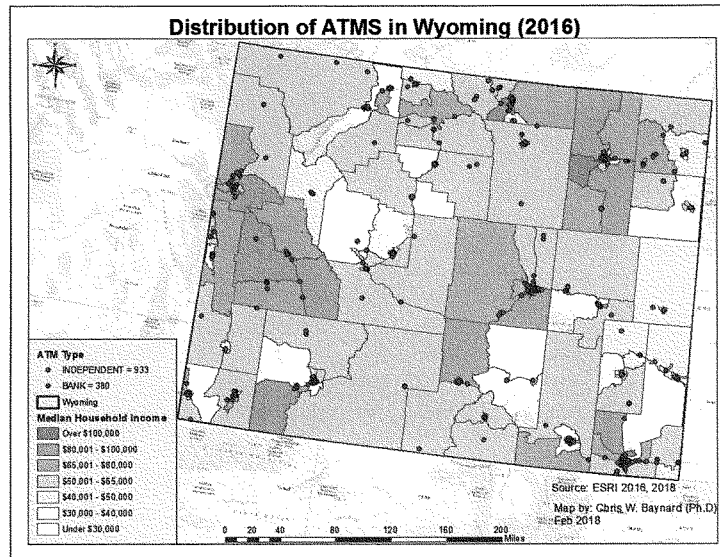 Distribution of ATMS in Wyoming (2016)
ATM Type
INDEPENDENT = 933
BANK = 380
Wyoming
Median Household Income
Over $100,000
$80,001 - $100,000
$65,001 - $80,000
$50,001 - $65,000
$40,001 - $50,000
$30,000 - $40,000
Under $30,000
Source: ESRI 2016, 2018
Map by: Chris W. Baynard (Ph.D)
Feb 2018
0 40 80 120 160 200
Miles